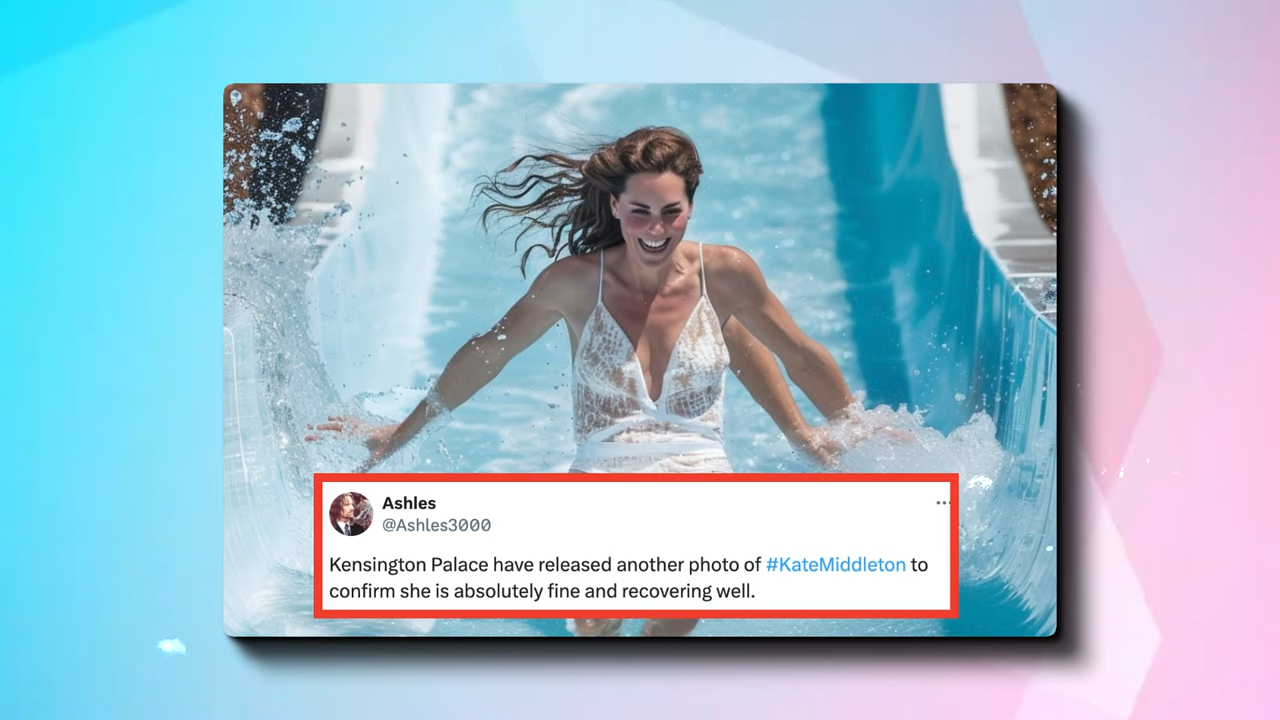 Ashles
@Ashles3000
Kensington Palace have released another photo of #KateMiddleton to
confirm she is absolutely fine and recovering well.